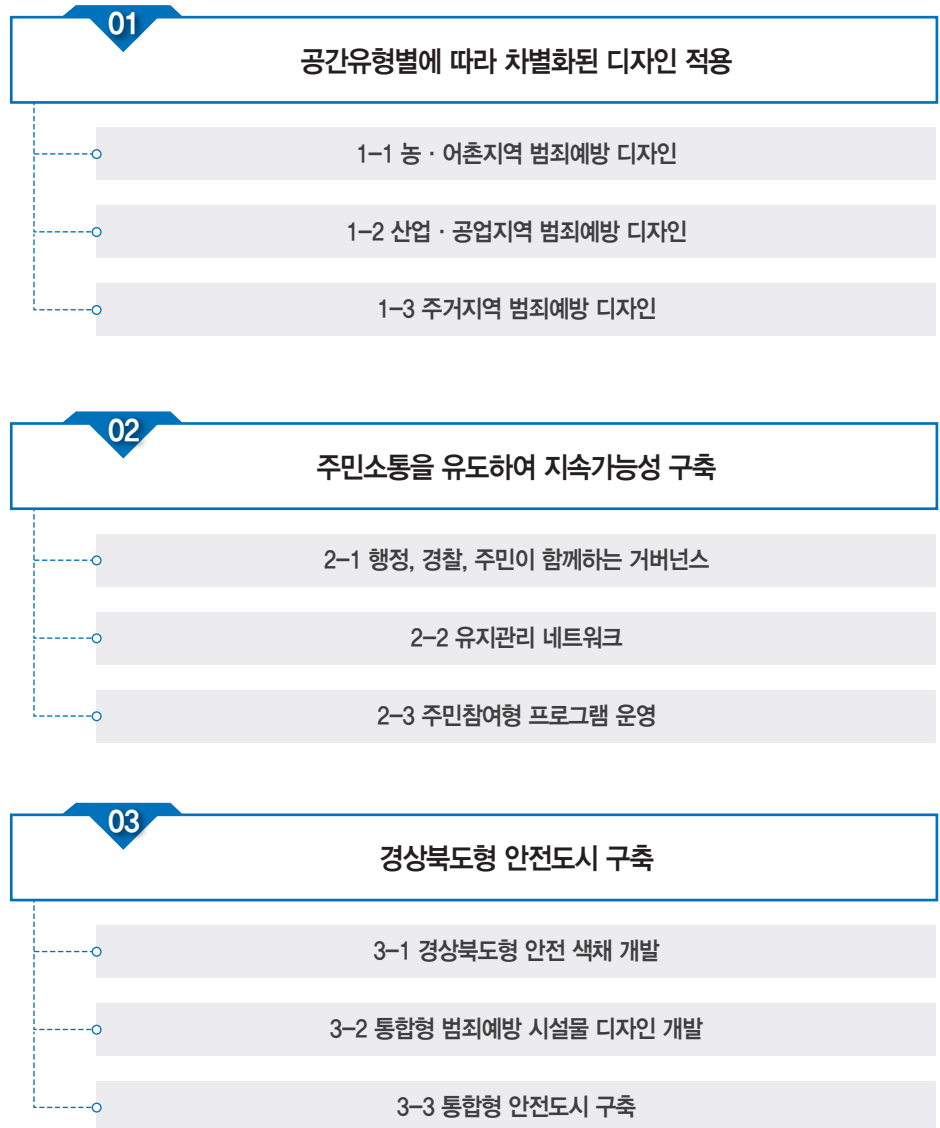 01
공간유형별에 따라 차별화된 디자인 적용
1-1 농 · 어촌지역 범죄예방 디자인
1-2 산업 · 공업지역 범죄예방 디자인
1-3 주거지역 범죄예방 디자인
02
주민소통을 유도하여 지속가능성 구축
2-1 행정, 경찰, 주민이 함께하는 거버넌스
2-2 유지관리 네트워크
2-3 주민참여형 프로그램 운영
03
경상북도형 안전도시 구축
3-1 경상북도형 안전 색채 개발
3-2 통합형 범죄예방 시설물 디자인 개발
3-3 통합형 안전도시 구축